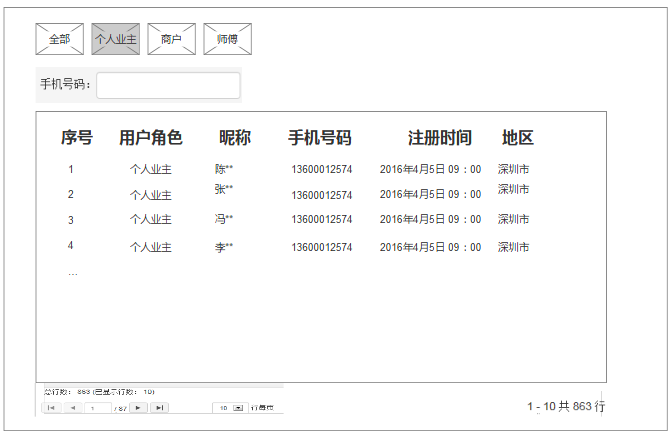 全部 个人业主 商户 师傅
手机号码：
序号 用户角色 昵称 手机号码 注册时间 地区
1 个人业主 陈** 13600012574 2016年4月5日 09：00 深圳市
2 个人业主 张** 13600012574 2016年4月5日 09：00 深圳市
3 个人业主 冯** 13600012574 2016年4月5日 09：00 深圳市
4 个人业主 李** 13600012574 2016年4月5日 09：00 深圳市
...
总行数： 863 (已显示行数： 10)
1 / 87 10 行每页 1 - 10 共 863 行